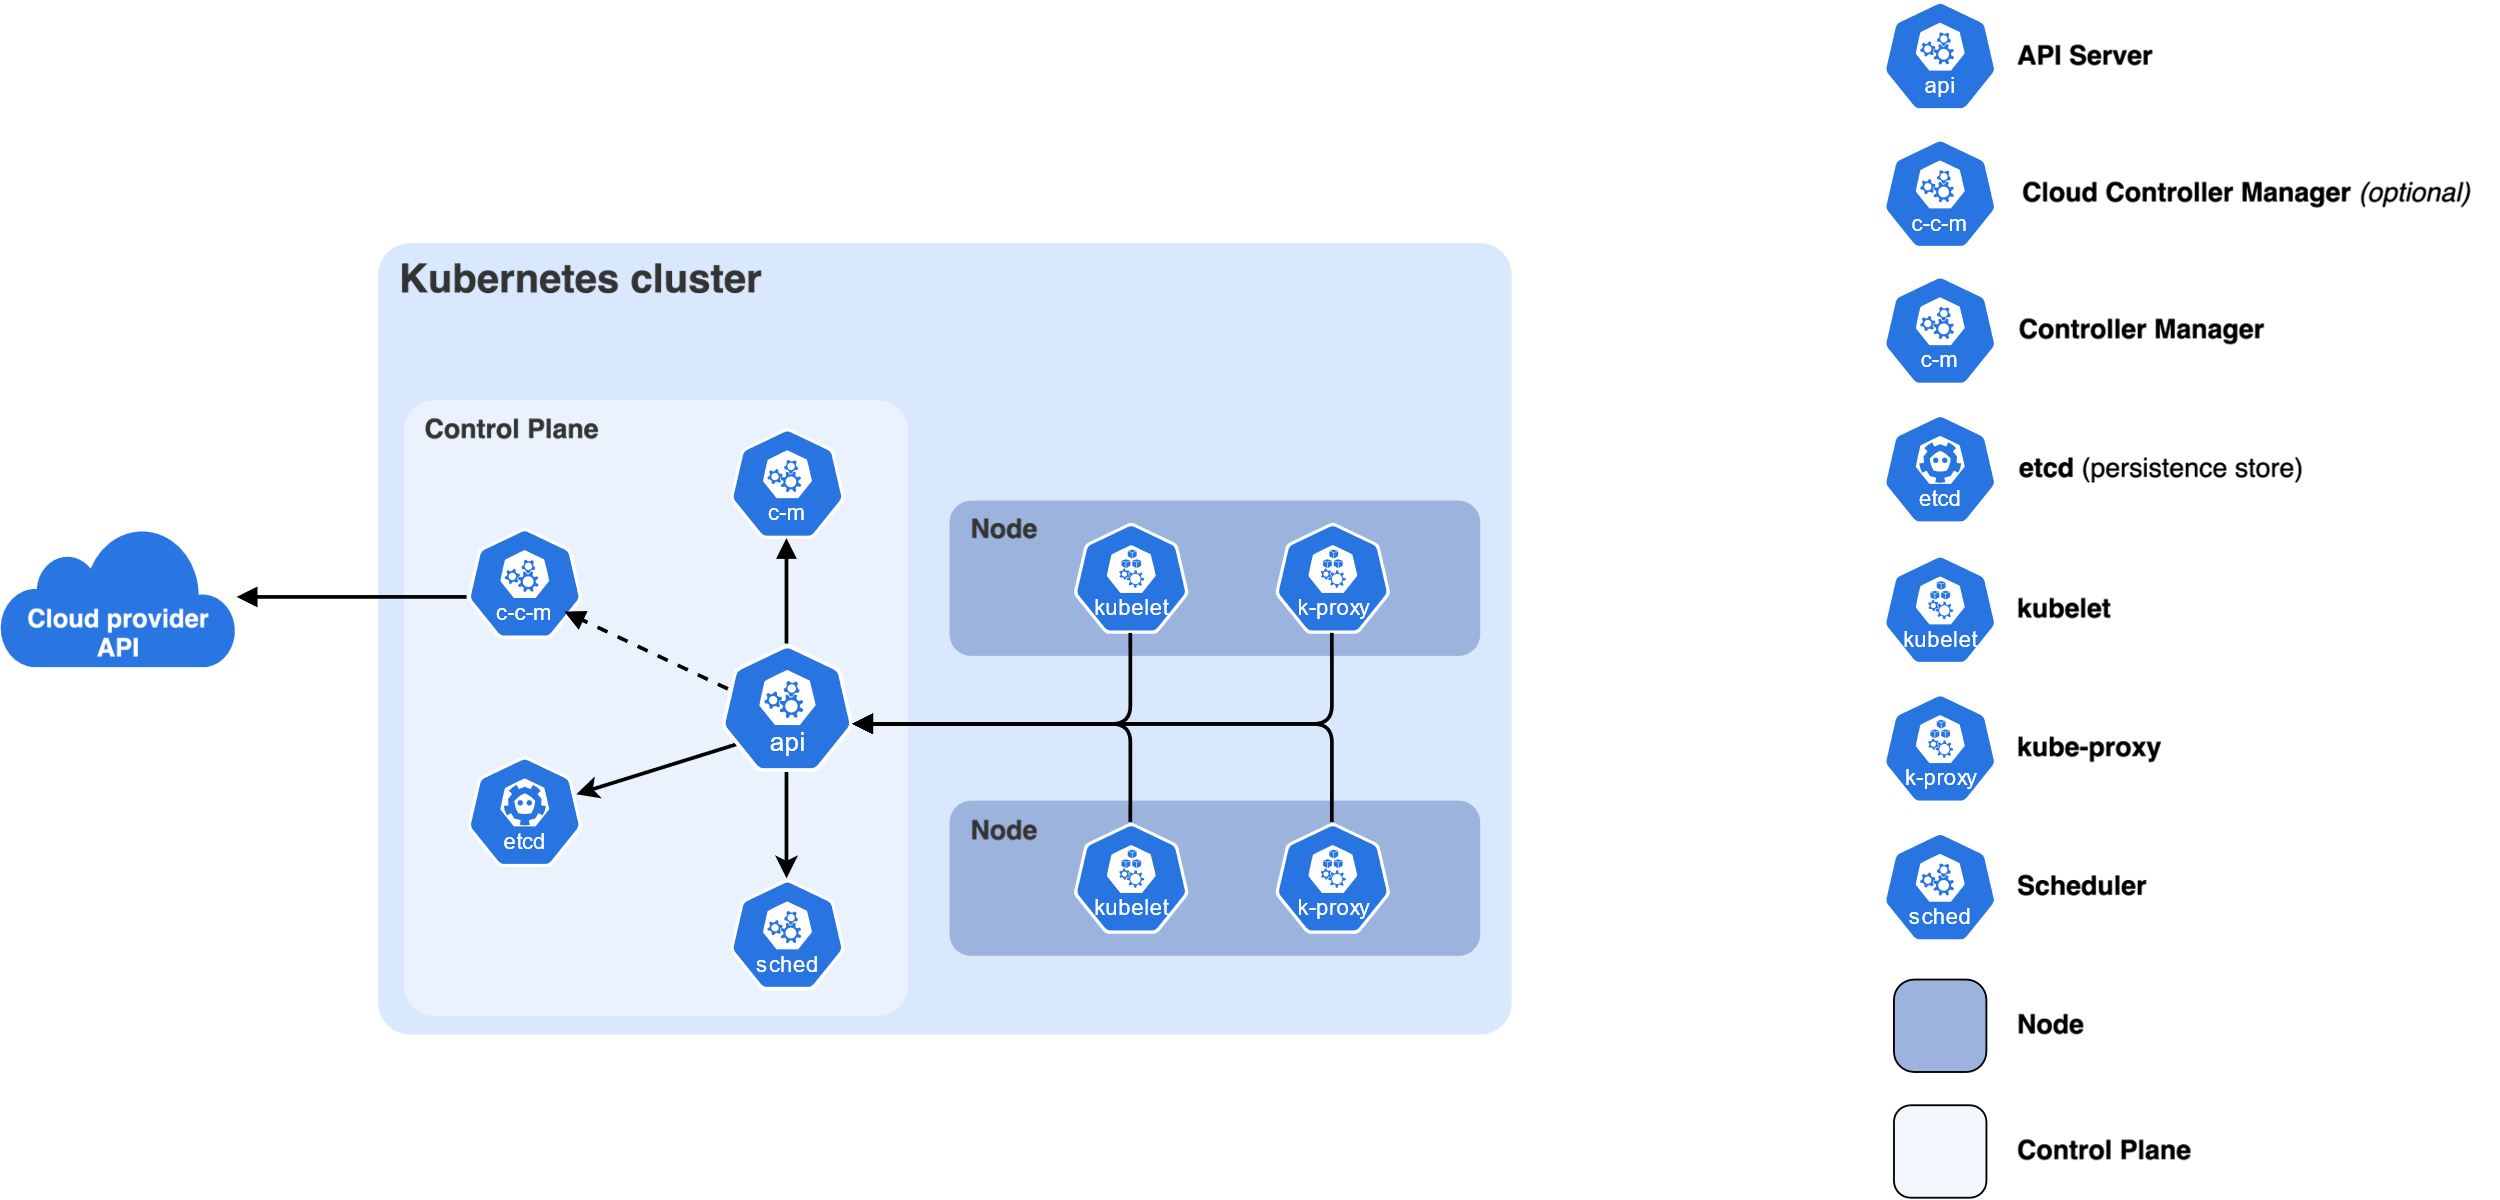 Kubernetes cluster
Control Plane
c-m
c-c-m
api
etcd
sched
Cloud provider
API
Node
kubelet
k-proxy
Node
kubelet
k-proxy
api
API Server
c-c-m
Cloud Controller Manager (optional)
c-m
Controller Manager
etcd
etcd (persistence store)
kubelet
kubelet
k-proxy
kube-proxy
sched
Scheduler
Node
Control Plane